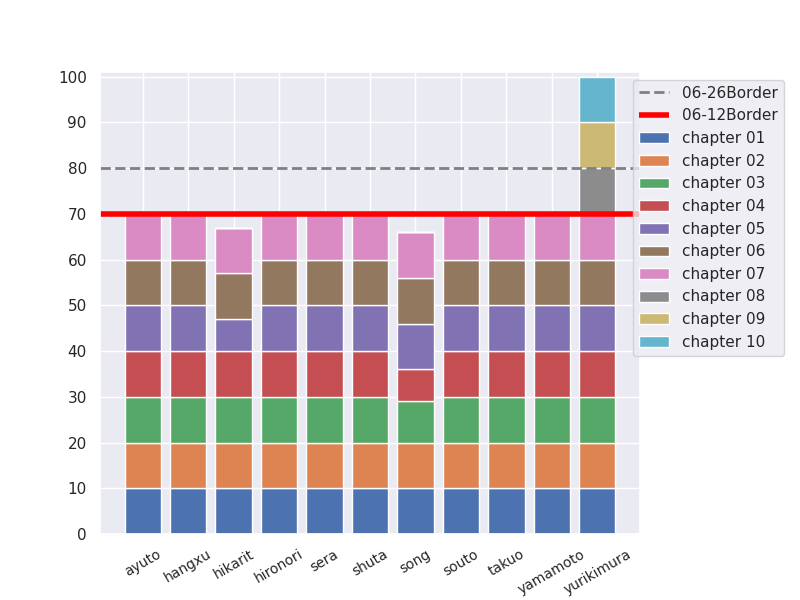 100
90
80
70
60
50
40
30
20
10
0
ayuto
hangxu
hikarit
hironori
sera
shuta
song
souto
takuo
yamamoto
yurikimura
06-26Border
06-12Border
chapter 01
chapter 02
chapter 03
chapter 04
chapter 05
chapter 06
chapter 07
chapter 08
chapter 09
chapter 10